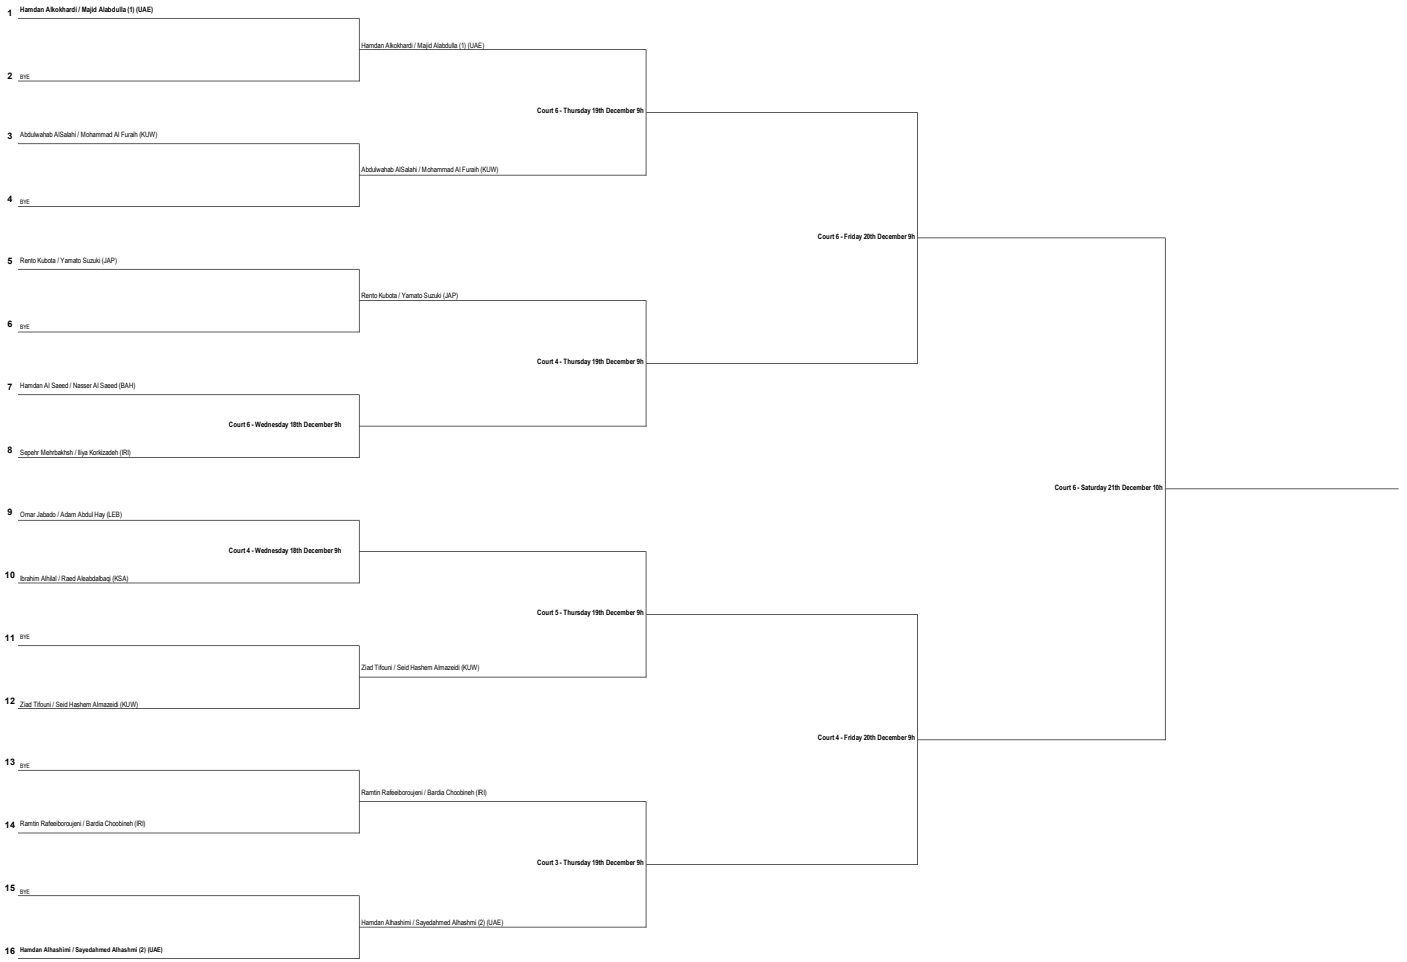 1 Hamdan Alkokhardi / Majid Alabdulla (1) (UAE)
Hamdan Alkokhardi / Majid Alabdulla (1) (UAE)
2 BYE
Court 6 - Thursday 19th December 9h
3 Abdulwahab AlSalahi / Mohammad Al Furaih (KUW)
Abdulwahab AlSalahi / Mohammad Al Furaih (KUW)
4 BYE
Court 6 - Friday 20th December 9h
5 Rento Kubota / Yamato Suzuki (JAP)
Rento Kubota / Yamato Suzuki (JAP)
6 BYE
Court 4 - Thursday 19th December 9h
7 Hamdan Al Saeed / Nasser Al Saeed (BAH)
Court 6 - Wednesday 18th December 9h
8 Sepehr Mehrbakhsh / Iliya Korkizadeh (IRI)
Court 6 - Saturday 21th December 10h
9 Omar Jabado / Adam Abdul Hay (LEB)
Court 4 - Wednesday 18th December 9h
10 Ibrahim Alhilal / Raed Aleabdalbaqi (KSA)
Court 5 - Thursday 19th December 9h
11 BYE
Ziad Tifouni / Seid Hashem Almazeidi (KUW)
12 Ziad Tifouni / Seid Hashem Almazeidi (KUW)
Court 4 - Friday 20th December 9h
13 BYE
Ramtin Rafeeiboroujeni / Bardia Choobineh (IRI)
14 Ramtin Rafeeiboroujeni / Bardia Choobineh (IRI)
Court 3 - Thursday 19th December 9h
15 BYE
Hamdan Alhashimi / Sayedahmed Alhashmi (2) (UAE)
16 Hamdan Alhashimi / Sayedahmed Alhashmi (2) (UAE)